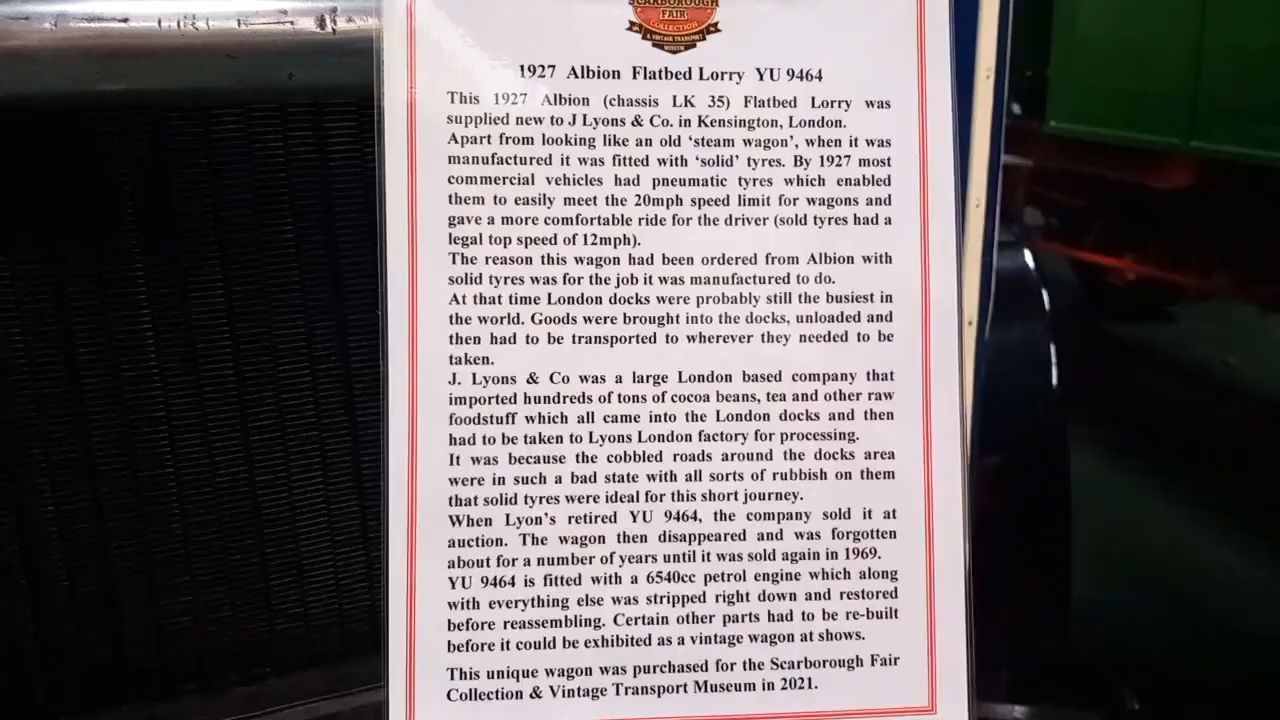 SCARBOROUGH
FAIR
COLLECTION
& VINTAGE TRANSPORT
MUSEUM
1927 Albion Flatbed Lorry YU 9464
This 1927 Albion (chassis LK 35) Flatbed Lorry was
supplied new to J Lyons & Co. in Kensington, London.
Apart from looking like an old ‘steam wagon’, when it was
manufactured it was fitted with ‘solid’ tyres. By 1927 most
commercial vehicles had pneumatic tyres which enabled
them to easily meet the 20mph speed limit for wagons and
gave a more comfortable ride for the driver (sold tyres had a
legal top speed of 12mph).
The reason this wagon had been ordered from Albion with
solid tyres was for the job it was manufactured to do.
At that time London docks were probably still the busiest in
the world. Goods were brought into the docks, unloaded and
then had to be transported to wherever they needed to be
taken.
J. Lyons & Co was a large London based company that
imported hundreds of tons of cocoa beans, tea and other raw
foodstuff which all came into the London docks and then
had to be taken to Lyons London factory for processing.
It was because the cobbled roads around the docks area
were in such a bad state with all sorts of rubbish on them
that solid tyres were ideal for this short journey.
When Lyon’s retired YU 9464, the company sold it at
auction. The wagon then disappeared and was forgotten
about for a number of years until it was sold again in 1969.
YU 9464 is fitted with a 6540cc petrol engine which along
with everything else was stripped right down and restored
before reassembling. Certain other parts had to be re-built
before it could be exhibited as a vintage wagon at shows.
This unique wagon was purchased for the Scarborough Fair
Collection & Vintage Transport Museum in 2021.